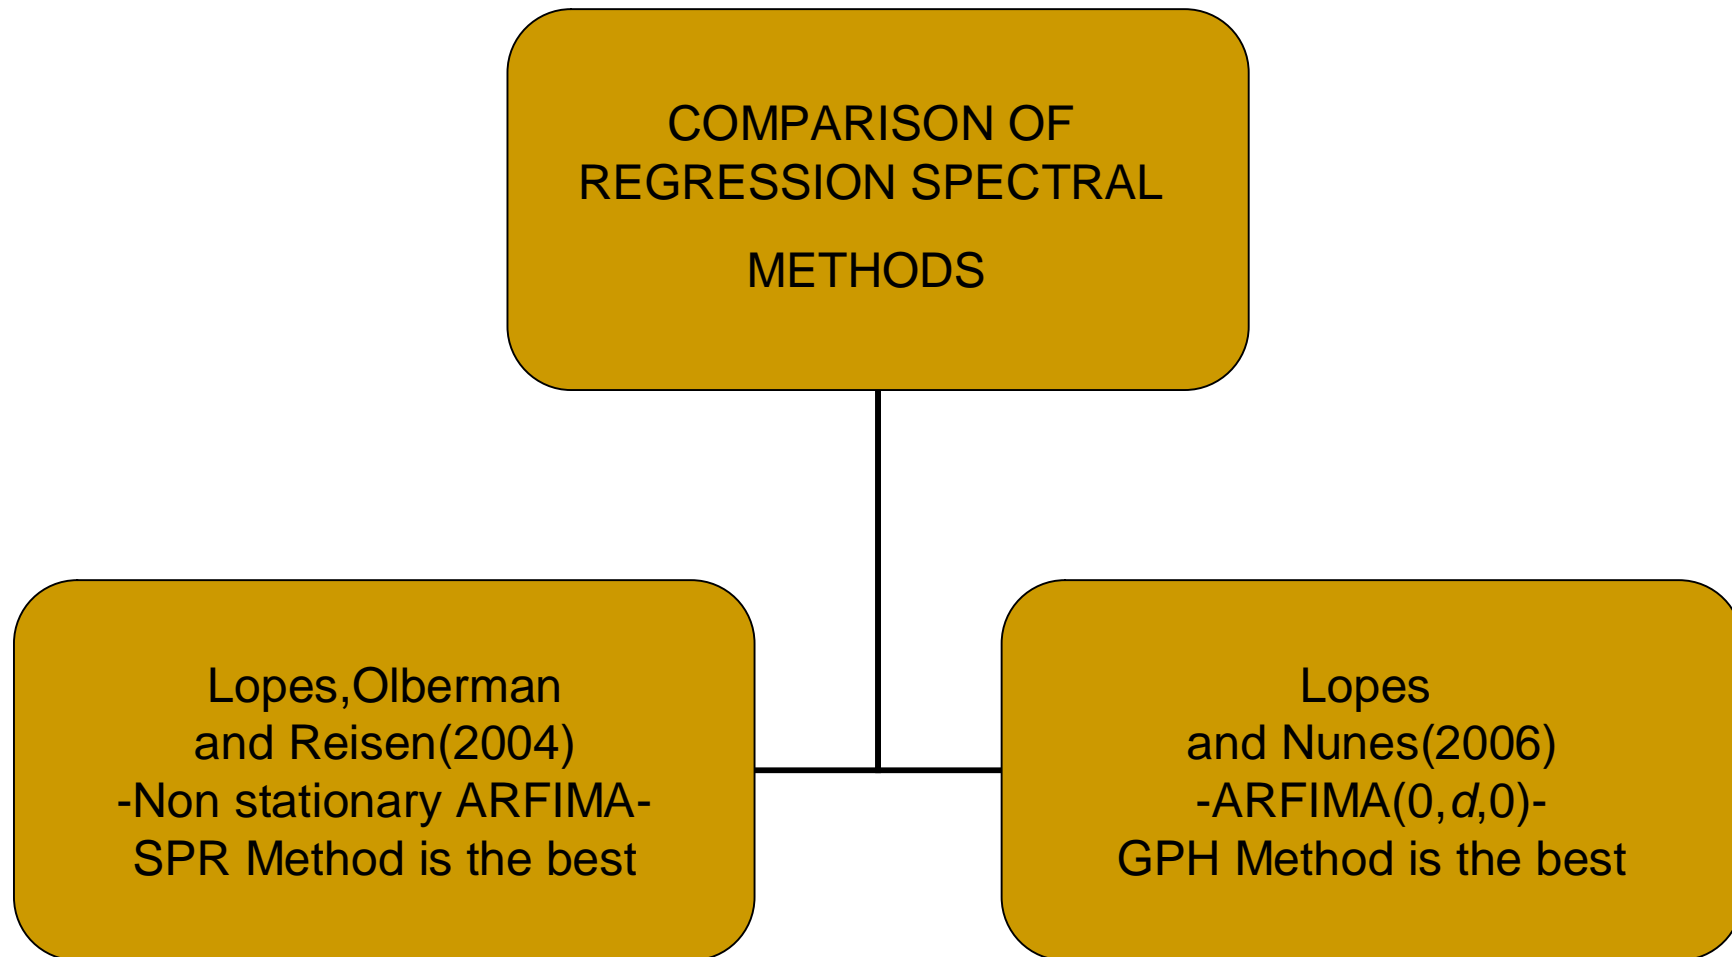 COMPARISON OF
REGRESSION SPECTRAL
METHODS
Lopes,Olberman
and Reisen(2004)
-Non stationary ARFIMA-
SPR Method is the best
Lopes
and Nunes(2006)
-ARFIMA(0,d,0)-
GPH Method is the best